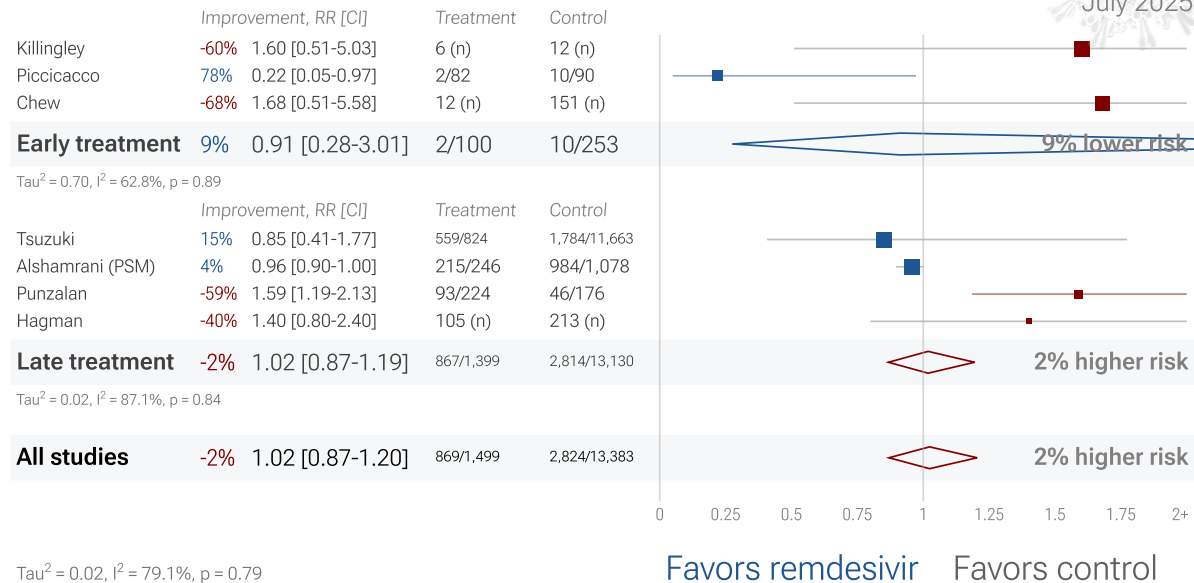 July 2025
Improvement, RR [CI] Treatment Control
Killingley -60% 1.60 [0.51-5.03] 6 (n) 12 (n)
Piccicacco 78% 0.22 [0.05-0.97] 2/82 10/90
Chew -68% 1.68 [0.51-5.58] 12 (n) 151 (n)
Early treatment 9% 0.91 [0.28-3.01] 2/100 10/253 9% lower risk
Tau² = 0.70, I² = 62.8%, p = 0.89
Improvement, RR [CI] Treatment Control
Tsuzuki 15% 0.85 [0.41-1.77] 559/824 1,784/11,663
Alshamrani (PSM) 4% 0.96 [0.90-1.00] 215/246 984/1,078
Punzalan -59% 1.59 [1.19-2.13] 93/224 46/176
Hagman -40% 1.40 [0.80-2.40] 105 (n) 213 (n)
Late treatment -2% 1.02 [0.87-1.19] 867/1,399 2,814/13,130 2% higher risk
Tau² = 0.02, I² = 87.1%, p = 0.84
All studies -2% 1.02 [0.87-1.20] 869/1,499 2,824/13,383 2% higher risk
0 0.25 0.5 0.75 1 1.25 1.5 1.75 2+
Tau² = 0.02, I² = 79.1%, p = 0.79 Favors remdesivir Favors control